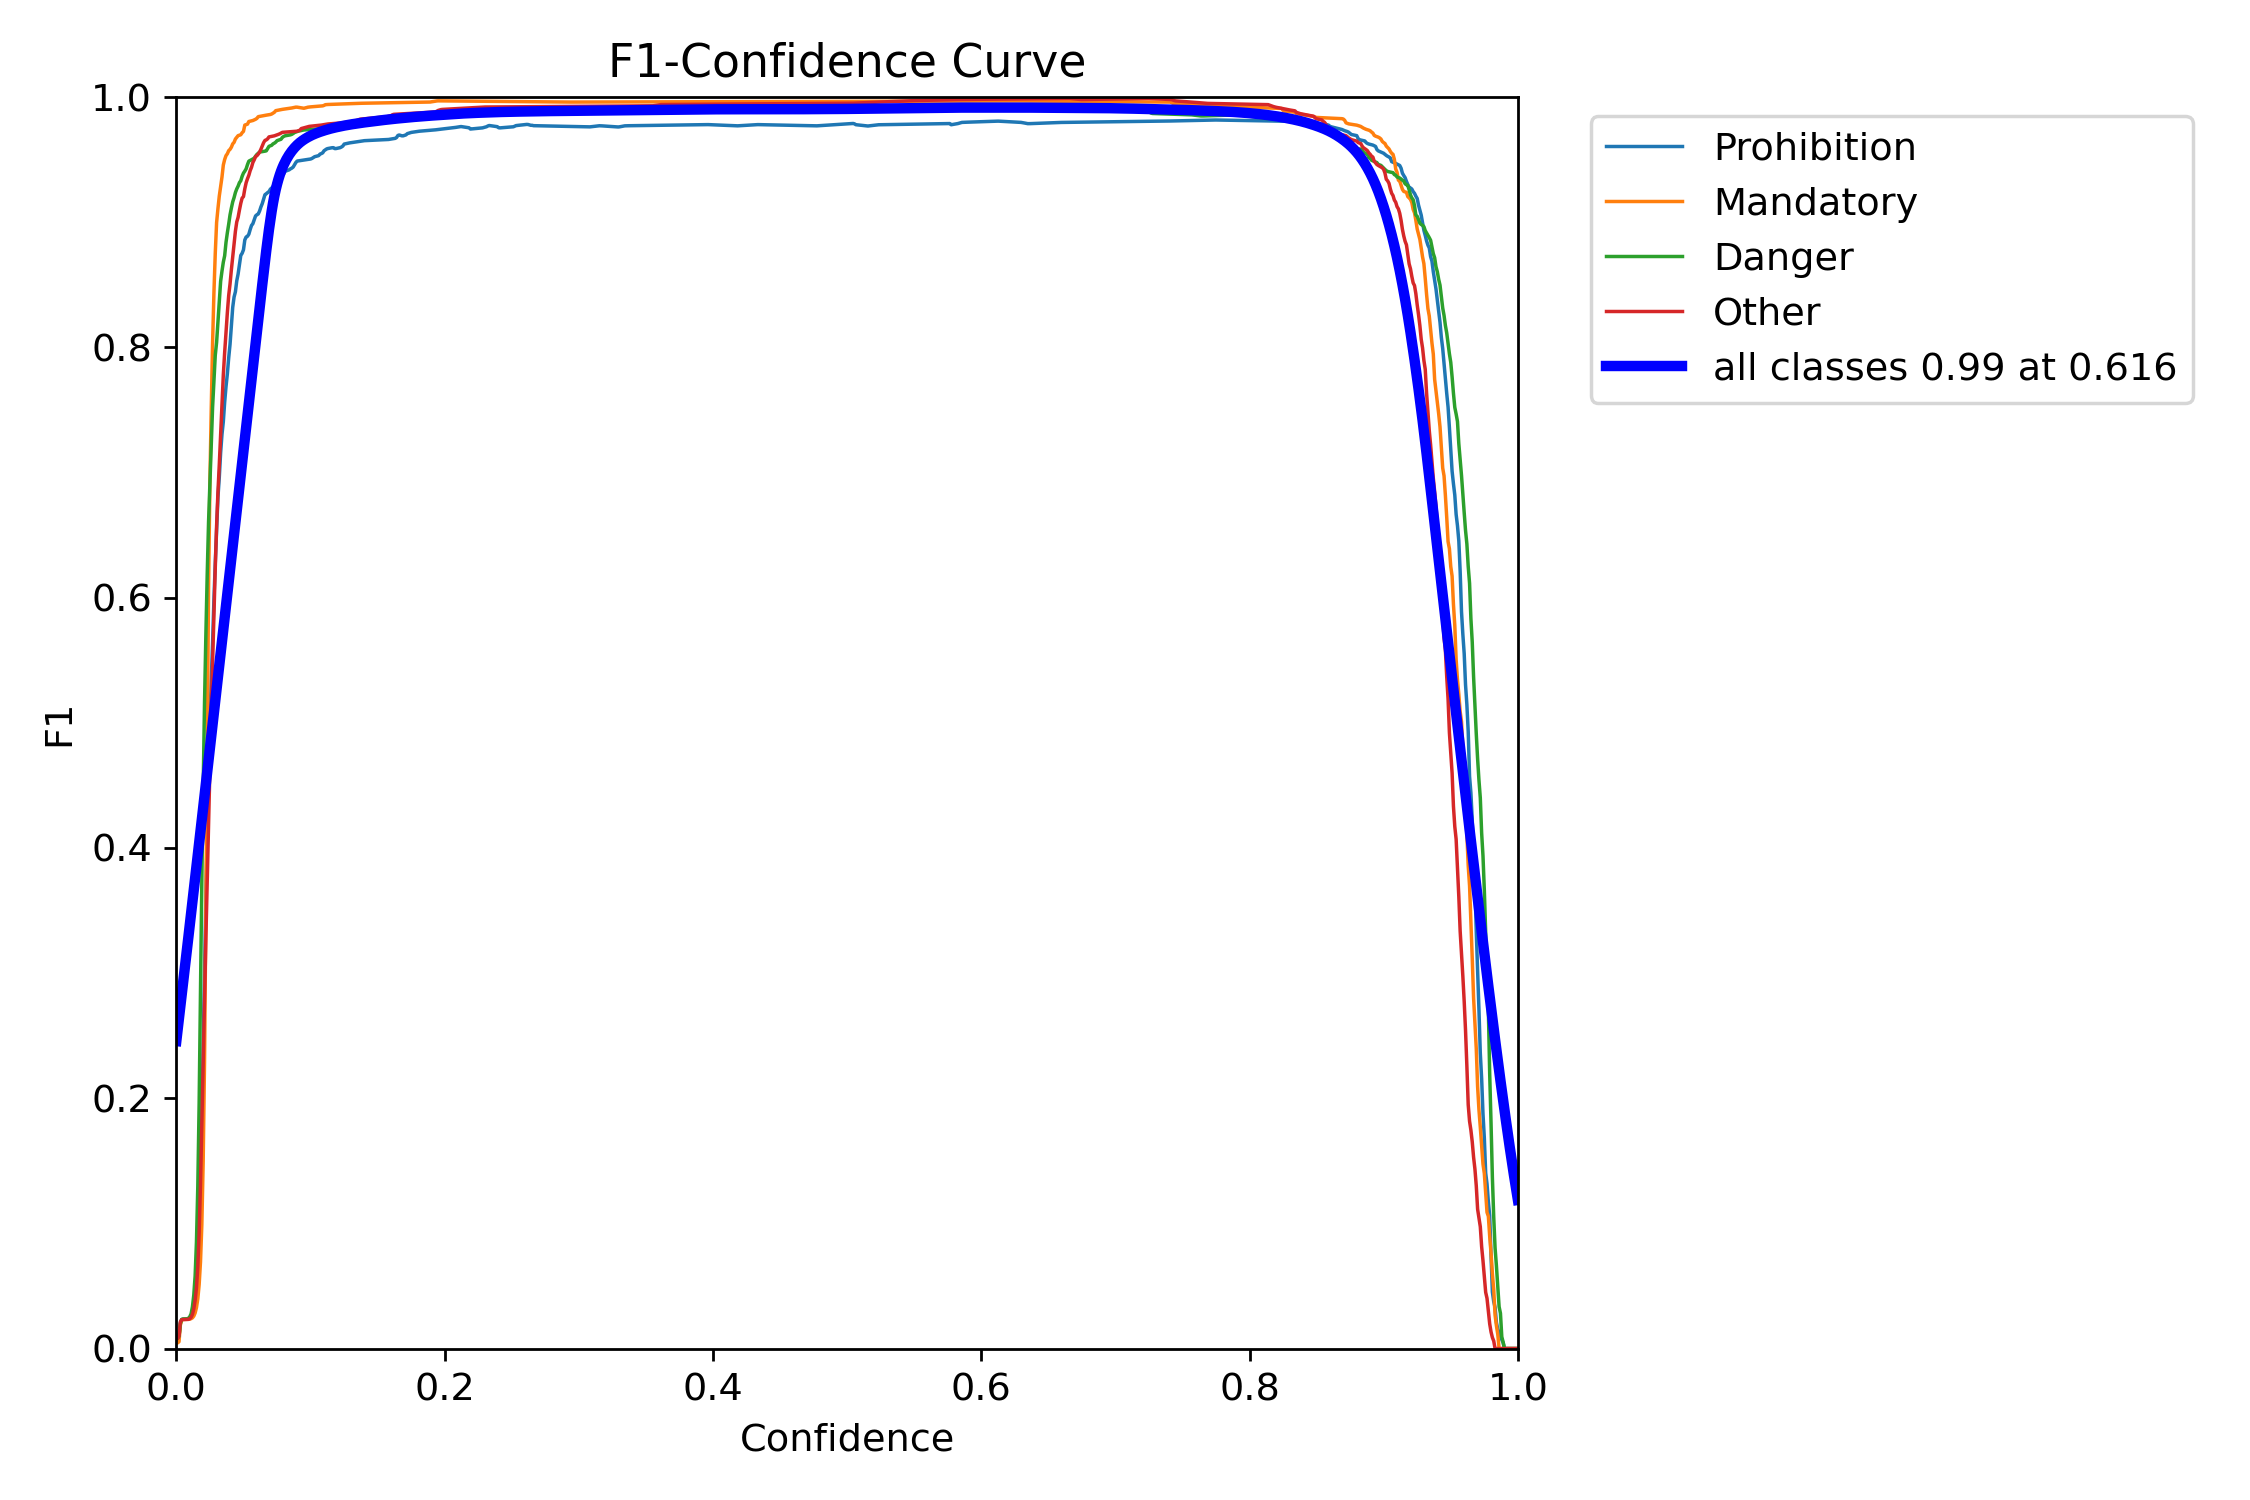 F1-Confidence Curve
1.0
0.8
0.6
0.4
0.2
0.0
F1
0.0 0.2 0.4 0.6 0.8 1.0
Confidence
Prohibition
Mandatory
Danger
Other
all classes 0.99 at 0.616